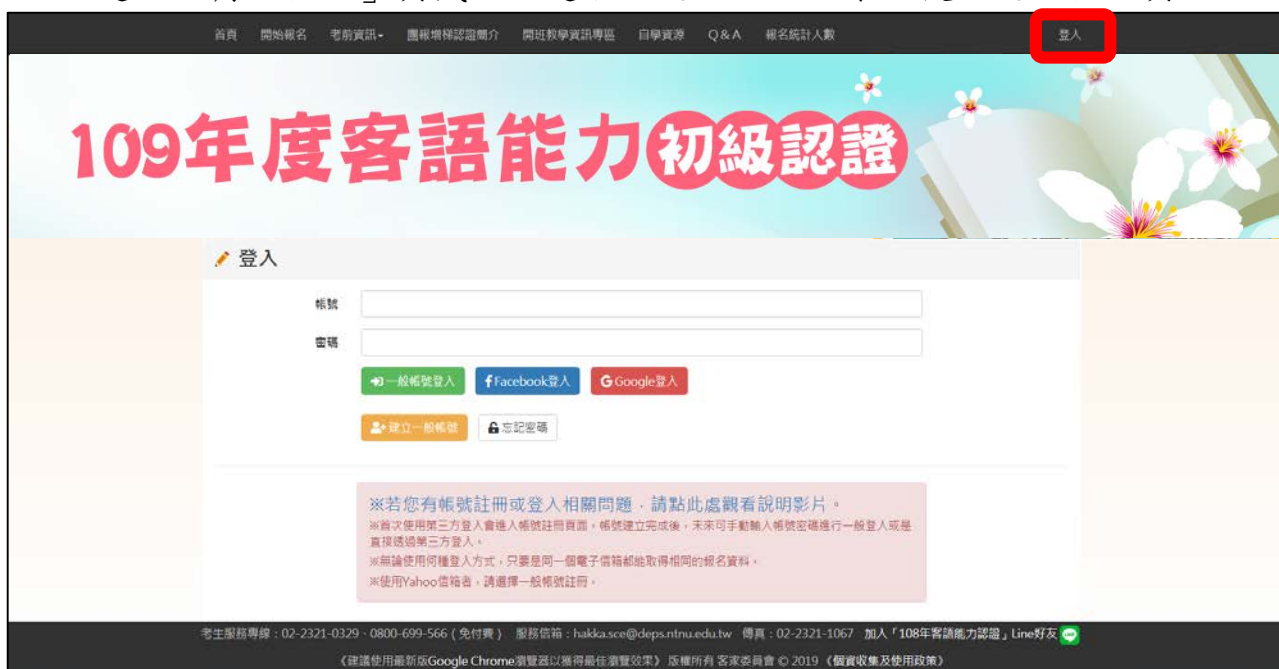 首頁 開始報名 考前資訊 團報增梯認證簡介 開班教學資訊專區 自學資源 Q&A 報名統計人數 登入
109年度客語能力初級認證
登入
帳號
密碼
一般帳號登入 Facebook登入 Google登入
建立一般帳號 忘記密碼
※若您有帳號註冊或登入相關問題，請點此處觀看說明影片。
※首次使用第三方登入會進入帳號註冊頁面，帳號建立完成後，未來可手動輸入帳號密碼進行一般登入或是
直接透過第三方登入。
※無論使用何種登入方式，只要是同一個電子信箱都能取得相同的報名資料。
※使用Yahoo信箱者，請選擇一般帳號註冊。
考生服務專線：02-2321-0329、0800-699-566 ( 免付費 ) 服務信箱：hakka.sce@deps.ntnu.edu.tw 傳真：02-2321-1067 加入「108年客語能力認證」Line好友
《建議使用最新版Google Chrome瀏覽器以獲得最佳瀏覽效果》 版權所有 客家委員會 © 2019 《個資收集及使用政策》